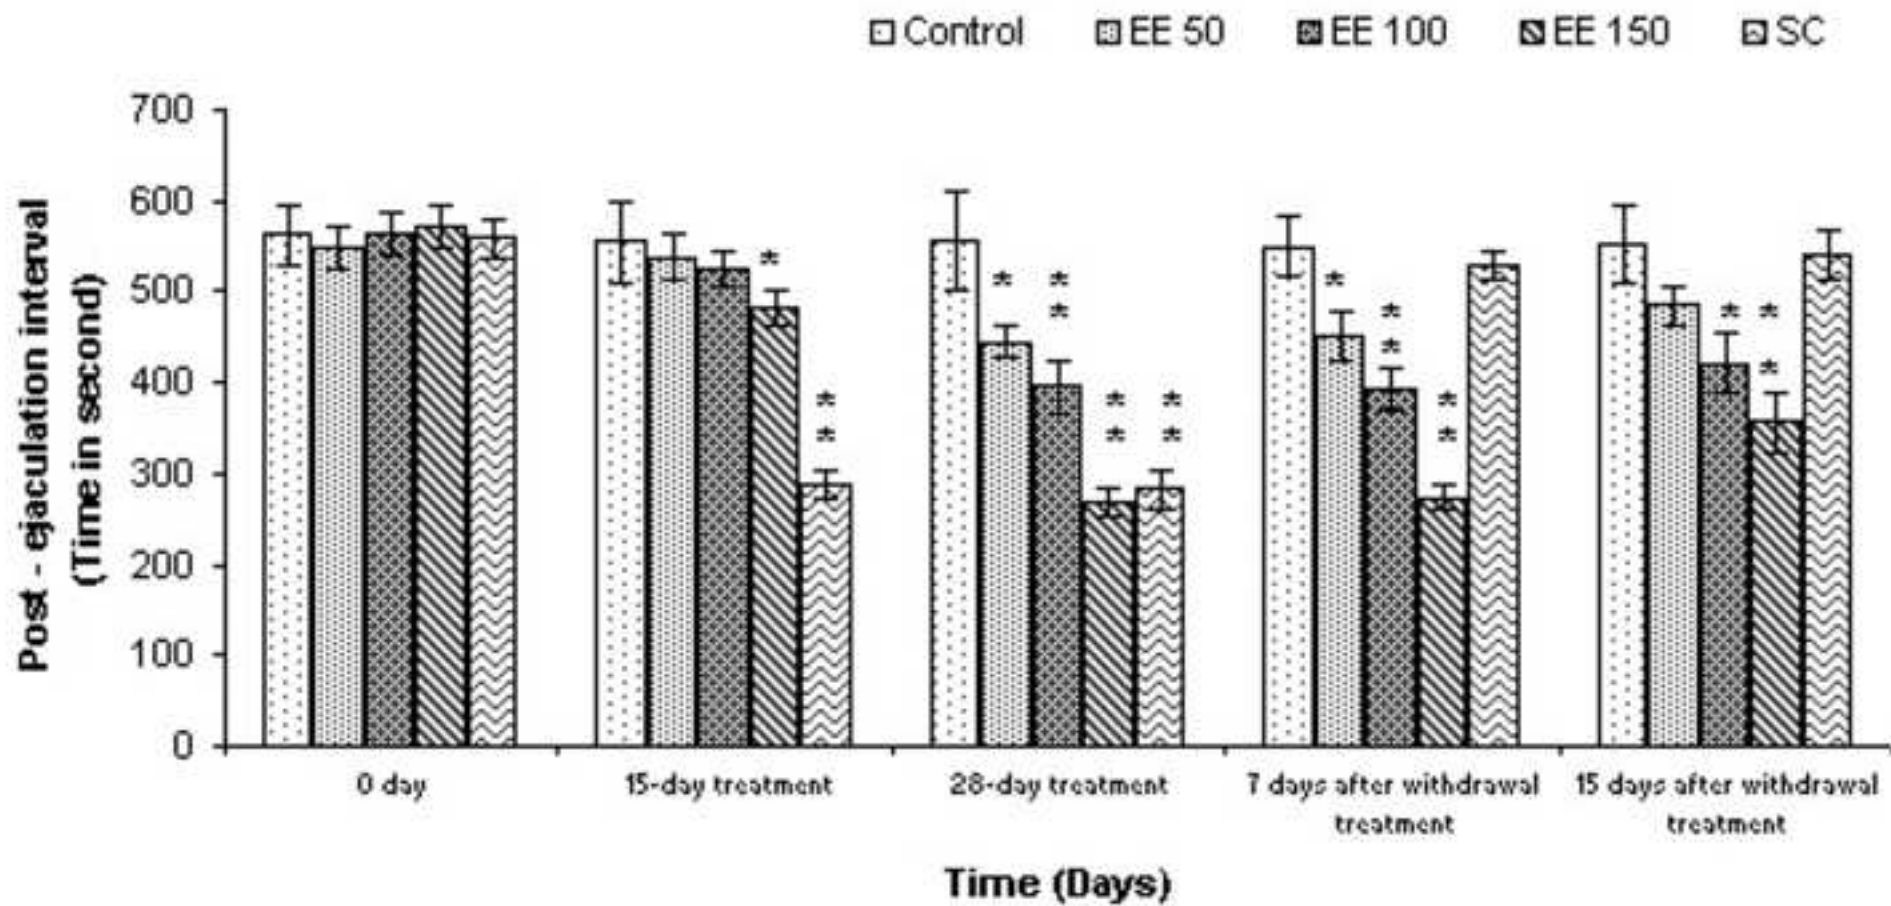 Control EE 50 EE 100 EE 150 SC
700
600
500
400
300
200
100
0
Post - ejaculation interval
(Time in second)
*
* *
* *
* *
* *
* *
*
* *
* *
*
* *
0 day
15-day treatment
28-day treatment
7 days after withdrawal
treatment
15 days after withdrawal
treatment
Time (Days)